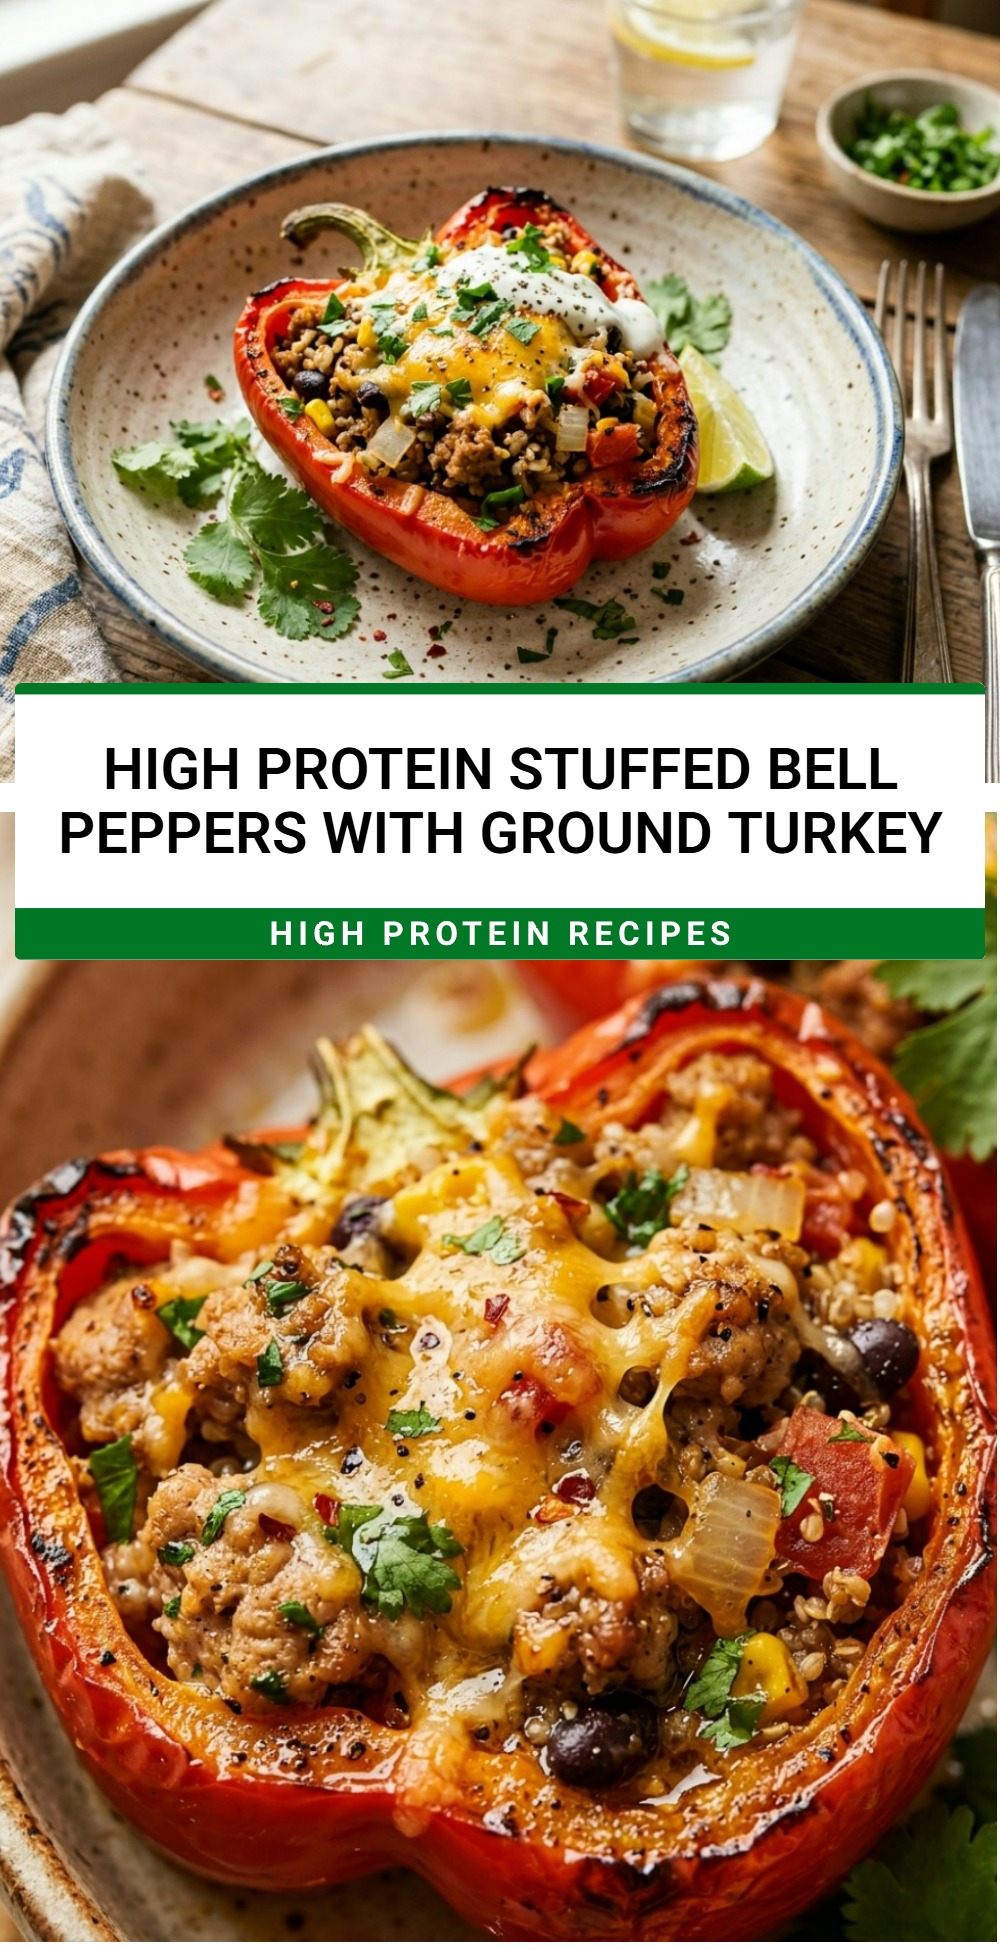 HIGH PROTEIN STUFFED BELL
PEPPERS WITH GROUND TURKEY
HIGH PROTEIN RECIPES